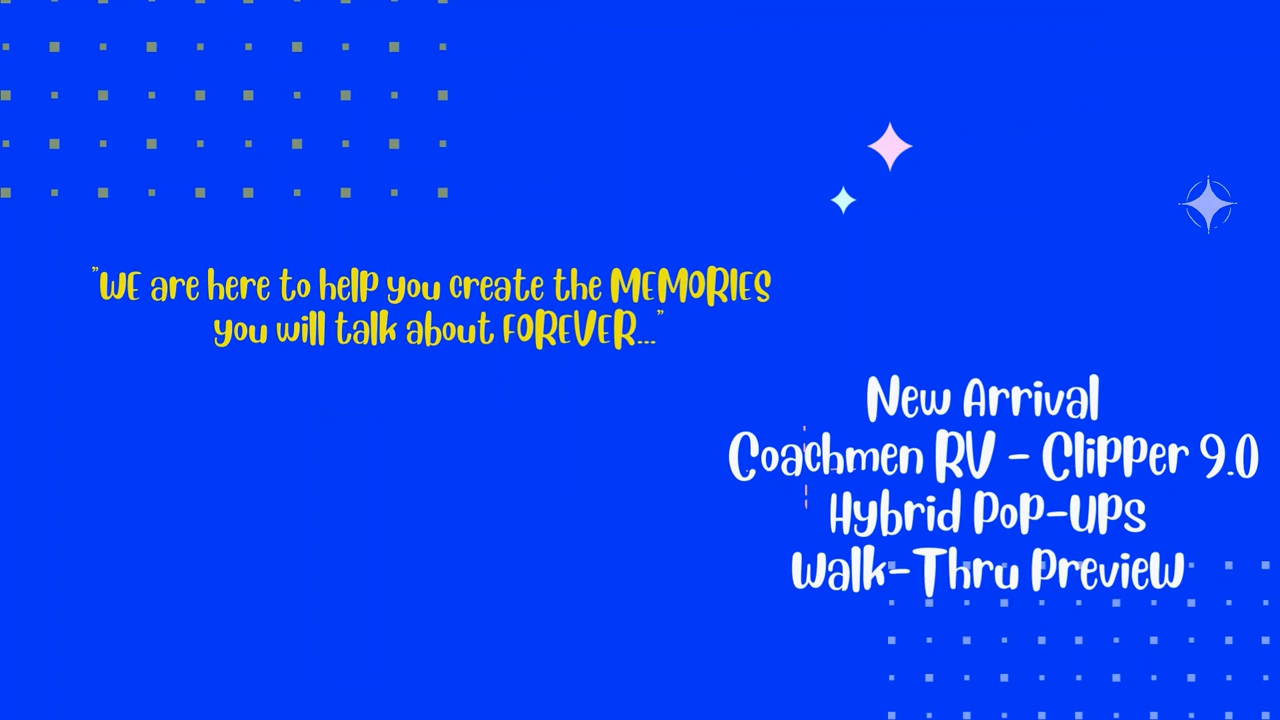 "WE are here to help you create the MEMORIES
you will talk about FOREVER..."
New Arrival
Coachmen RV - Clipper 9.0
Hybrid Pop-Ups
Walk-Thru Preview